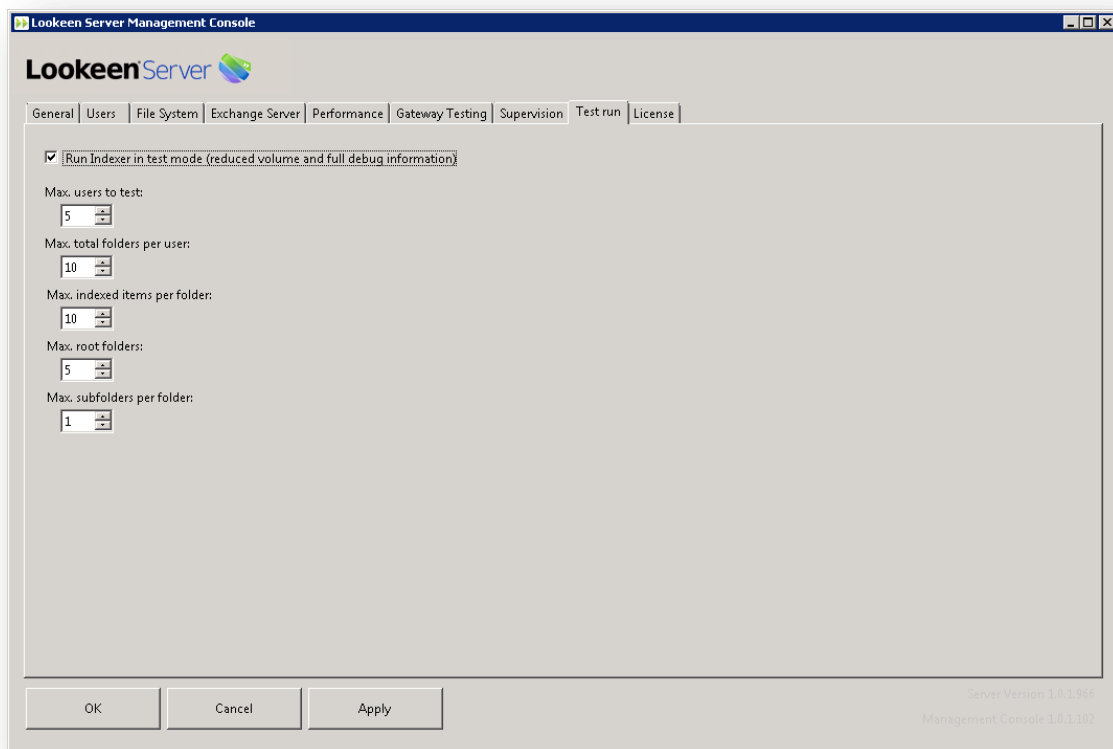 Lookeen Server Management Console
Lookeen Server
General Users File System Exchange Server Performance Gateway Testing Supervision Test run License
Run Indexer in test mode (reduced volume and full debug information)
Max. users to test:
5
Max. total folders per user:
10
Max. indexed items per folder:
10
Max. root folders:
5
Max. subfolders per folder:
1
OK Cancel Apply
Server Version 1.0.1.966
Management Console 1.0.1.102